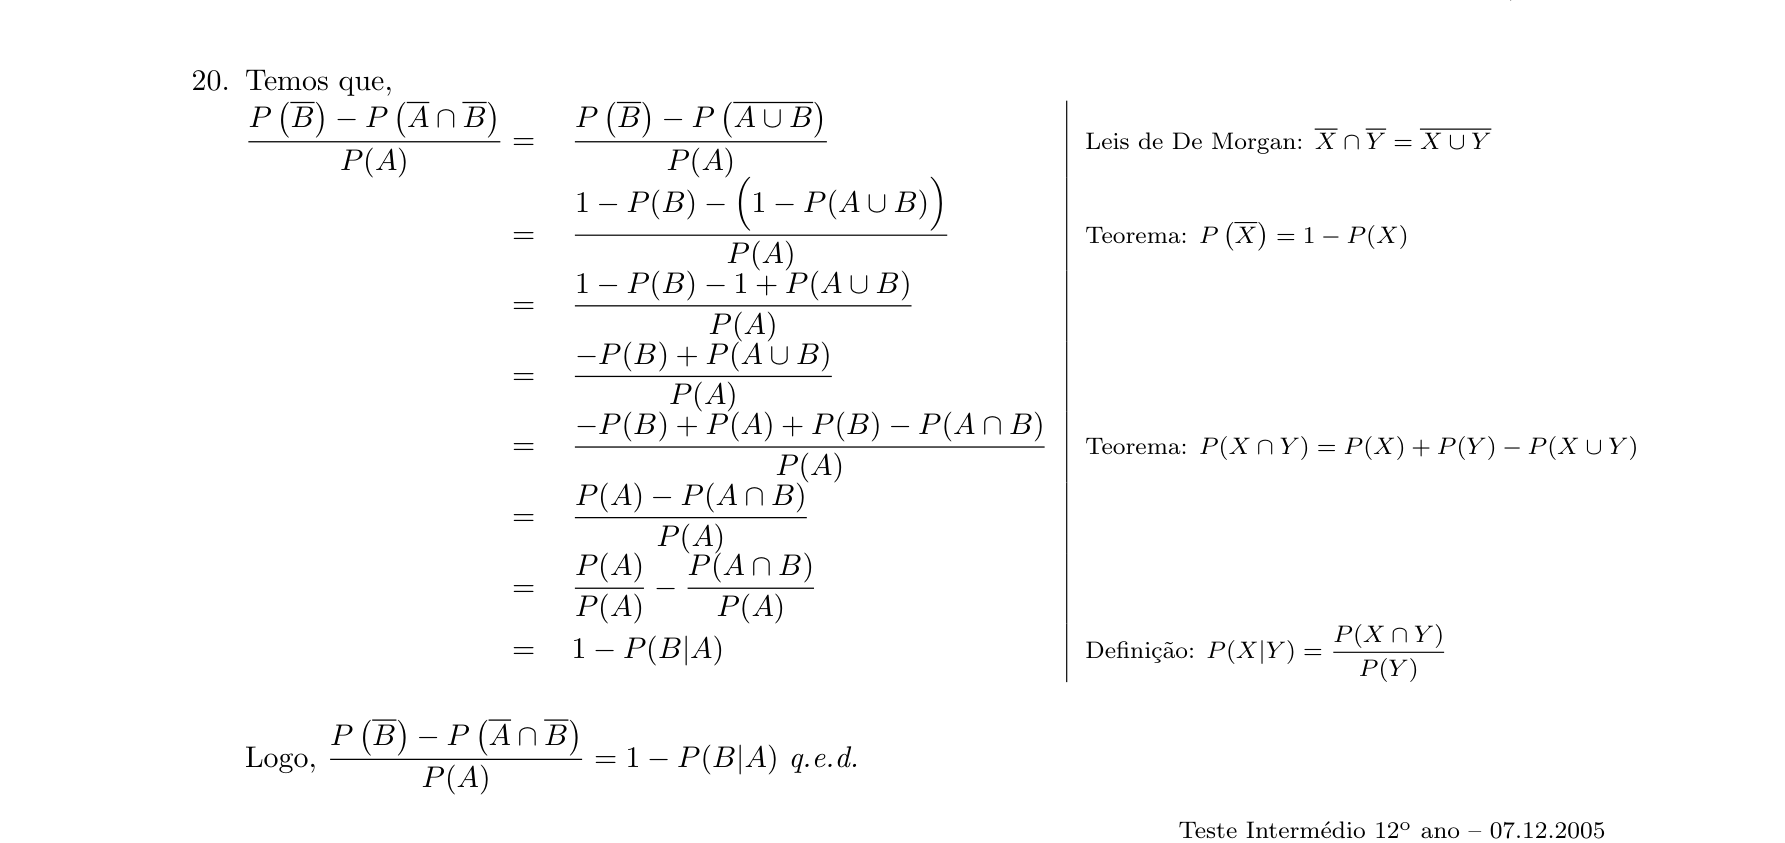 20. Temos que,
\frac{P\left(\overline{B}\right) - P\left(\overline{A} \cap \overline{B}\right)}{P(A)} = \frac{P\left(\overline{B}\right) - P\left(\overline{A \cup B}\right)}{P(A)} Leis de De Morgan: \overline{X} \cap \overline{Y} = \overline{X \cup Y}
= \frac{1 - P(B) - \left(1 - P(A \cup B)\right)}{P(A)} Teorema: P\left(\overline{X}\right) = 1 - P(X)
= \frac{1 - P(B) - 1 + P(A \cup B)}{P(A)}
= \frac{-P(B) + P(A \cup B)}{P(A)}
= \frac{-P(B) + P(A) + P(B) - P(A \cap B)}{P(A)} Teorema: P(X \cap Y) = P(X) + P(Y) - P(X \cup Y)
= \frac{P(A) - P(A \cap B)}{P(A)}
= \frac{P(A)}{P(A)} - \frac{P(A \cap B)}{P(A)}
= 1 - P(B|A) Definição: P(X|Y) = \frac{P(X \cap Y)}{P(Y)}
Logo, \frac{P\left(\overline{B}\right) - P\left(\overline{A} \cap \overline{B}\right)}{P(A)} = 1 - P(B|A) q.e.d.
Teste Intermédio 12º ano – 07.12.2005